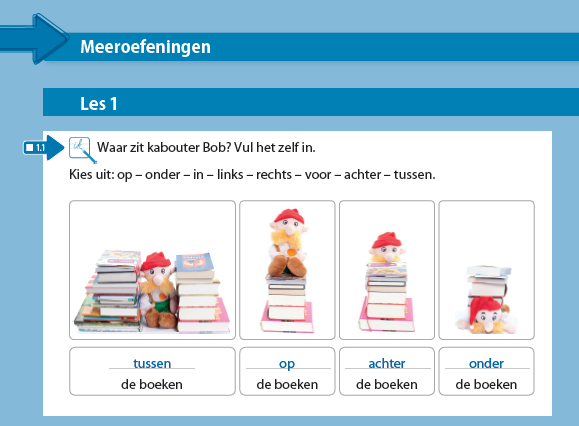 Meeroefeningen
Les 1
1.1
Waar zit kabouter Bob? Vul het zelf in.
Kies uit: op – onder – in – links – rechts – voor – achter – tussen.
tussen
de boeken
op
de boeken
achter
de boeken
onder
de boeken